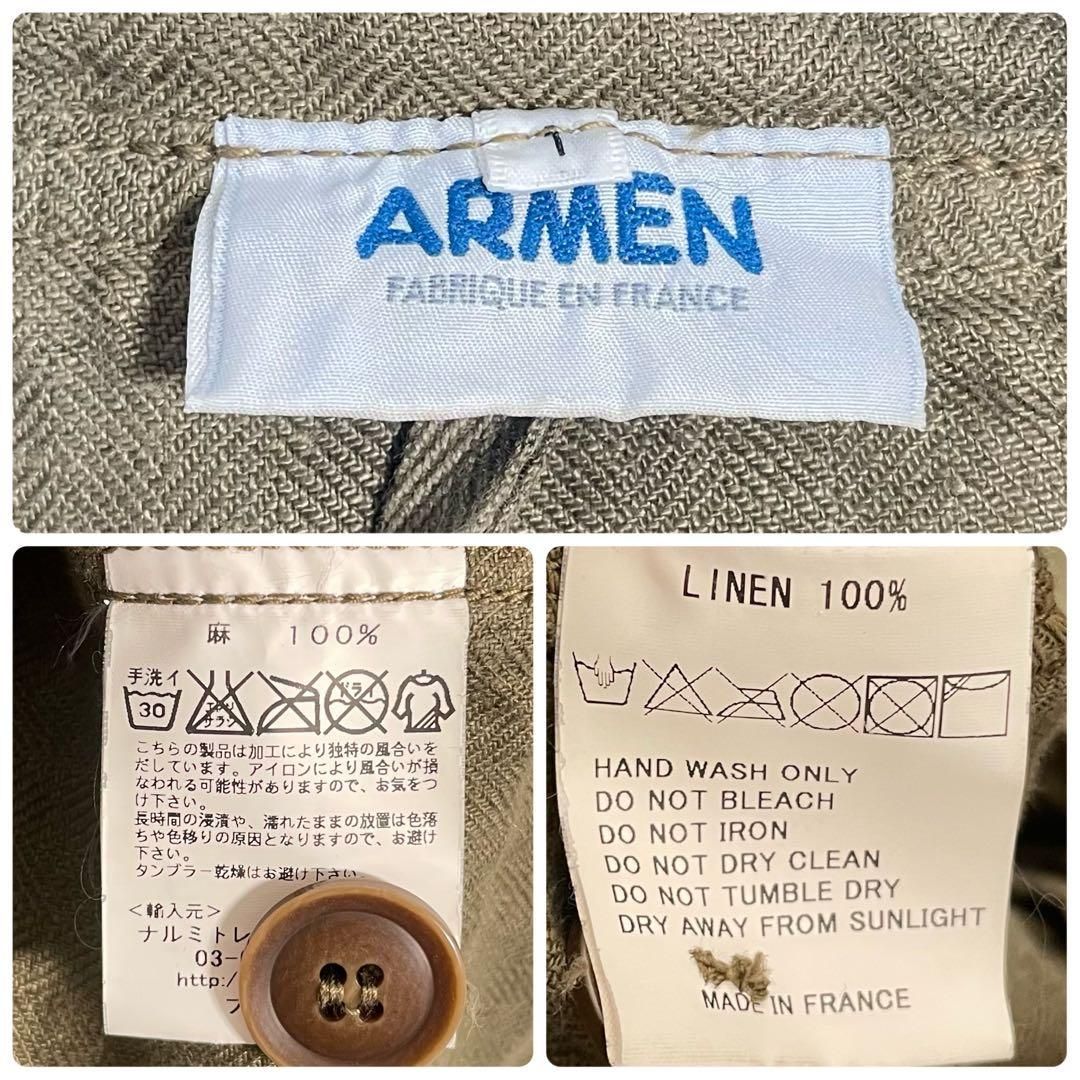 ARMEN
FABRIQUE EN FRANCE
麻 100%
手洗イ
30
エンソ
サラシ
ドライ
こちらの製品は加工により独特の風合いを
だしています。アイロンにより風合いが損
なわれる可能性がありますので、お気をつ
け下さい。
長時間の浸漬や、濡れたままの放置は色落
ちや色移りの原因となりますので、お避け
下さい。
タンブラー乾燥はお避け下さい。
<輸入元>
ナルミトレ
03-
http:/
LINEN 100%
HAND WASH ONLY
DO NOT BLEACH
DO NOT IRON
DO NOT DRY CLEAN
DO NOT TUMBLE DRY
DRY AWAY FROM SUNLIGHT
MADE IN FRANCE